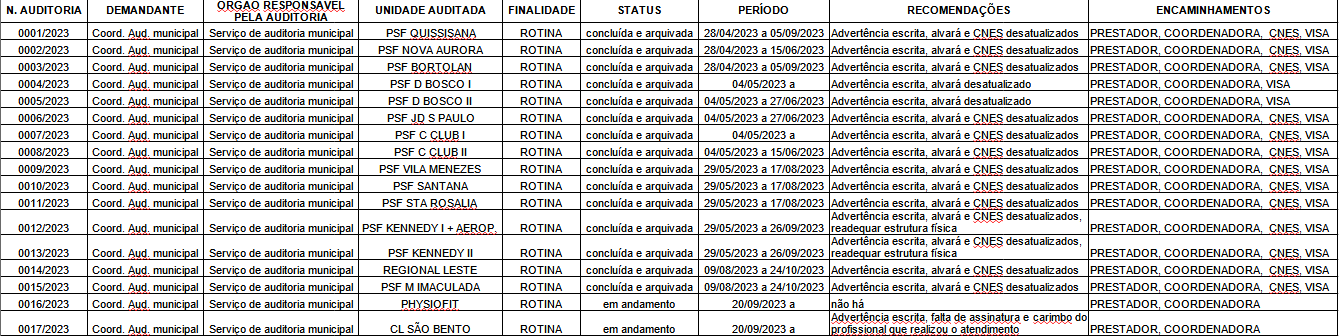 N. AUDITORIA DEMANDANTE ORGAO RESPONSAVEL PELA AUDITORIA UNIDADE AUDITADA FINALIDADE STATUS PERÍODO RECOMENDAÇÕES ENCAMINHAMENTOS
0001/2023 Coord. Aud. municipal Serviço de auditoria municipal PSF QUISSISANA ROTINA concluída e arquivada 28/04/2023 a 05/09/2023 Advertência escrita, alvará e CNES desatualizados PRESTADOR, COORDENADORA, CNES, VISA
0002/2023 Coord. Aud. municipal Serviço de auditoria municipal PSF NOVA AURORA ROTINA concluída e arquivada 28/04/2023 a 15/06/2023 Advertência escrita, alvará e CNES desatualizados PRESTADOR, COORDENADORA, CNES, VISA
0003/2023 Coord. Aud. municipal Serviço de auditoria municipal PSF BORTOLAN ROTINA concluída e arquivada 28/04/2023 a 05/09/2023 Advertência escrita, alvará e CNES desatualizados PRESTADOR, COORDENADORA, CNES, VISA
0004/2023 Coord. Aud. municipal Serviço de auditoria municipal PSF D BOSCO I ROTINA concluída e arquivada 04/05/2023 a Advertência escrita, alvará desatualizado PRESTADOR, COORDENADORA, VISA
0005/2023 Coord. Aud. municipal Serviço de auditoria municipal PSF D BOSCO II ROTINA concluída e arquivada 04/05/2023 a 27/06/2023 Advertência escrita, alvará desatualizado PRESTADOR, COORDENADORA, VISA
0006/2023 Coord. Aud. municipal Serviço de auditoria municipal PSF JD S PAULO ROTINA concluída e arquivada 04/05/2023 a 27/06/2023 Advertência escrita, alvará e CNES desatualizados PRESTADOR, COORDENADORA, CNES, VISA
0007/2023 Coord. Aud. municipal Serviço de auditoria municipal PSF C CLUB I ROTINA concluída e arquivada 04/05/2023 a Advertência escrita, alvará e CNES desatualizados PRESTADOR, COORDENADORA, CNES, VISA
0008/2023 Coord. Aud. municipal Serviço de auditoria municipal PSF C CLUB II ROTINA concluída e arquivada 04/05/2023 a 15/06/2023 Advertência escrita, alvará e CNES desatualizados PRESTADOR, COORDENADORA, CNES, VISA
0009/2023 Coord. Aud. municipal Serviço de auditoria municipal PSF VILA MENEZES ROTINA concluída e arquivada 29/05/2023 a 17/08/2023 Advertência escrita, alvará e CNES desatualizados PRESTADOR, COORDENADORA, CNES, VISA
0010/2023 Coord. Aud. municipal Serviço de auditoria municipal PSF SANTANA ROTINA concluída e arquivada 29/05/2023 a 17/08/2023 Advertência escrita, alvará e CNES desatualizados PRESTADOR, COORDENADORA, CNES, VISA
0011/2023 Coord. Aud. municipal Serviço de auditoria municipal PSF STA ROSALIA ROTINA concluída e arquivada 29/05/2023 a 17/08/2023 Advertência escrita, alvará e CNES desatualizados PRESTADOR, COORDENADORA, CNES, VISA
0012/2023 Coord. Aud. municipal Serviço de auditoria municipal PSF KENNEDY I + AEROP. ROTINA concluída e arquivada 29/05/2023 a 26/09/2023 Advertência escrita, alvará e CNES desatualizados, readequar estrutura física PRESTADOR, COORDENADORA, CNES, VISA
0013/2023 Coord. Aud. municipal Serviço de auditoria municipal PSF KENNEDY II ROTINA concluída e arquivada 29/05/2023 a 26/09/2023 Advertência escrita, alvará e CNES desatualizados, readequar estrutura física PRESTADOR, COORDENADORA, CNES, VISA
0014/2023 Coord. Aud. municipal Serviço de auditoria municipal REGIONAL LESTE ROTINA concluída e arquivada 09/08/2023 a 24/10/2023 Advertência escrita, alvará e CNES desatualizados PRESTADOR, COORDENADORA, CNES, VISA
0015/2023 Coord. Aud. municipal Serviço de auditoria municipal PSF M IMACULADA ROTINA concluída e arquivada 09/08/2023 a 24/10/2023 Advertência escrita, alvará e CNES desatualizados PRESTADOR, COORDENADORA, CNES, VISA
0016/2023 Coord. Aud. municipal Serviço de auditoria municipal PHYSIOFIT ROTINA em andamento 20/09/2023 a não há PRESTADOR, COORDENADORA
0017/2023 Coord. Aud. municipal Serviço de auditoria municipal CL SÃO BENTO ROTINA em andamento 20/09/2023 a Advertência escrita, falta de assinatura e carimbo do profissional que realizou o atendimento PRESTADOR, COORDENADORA